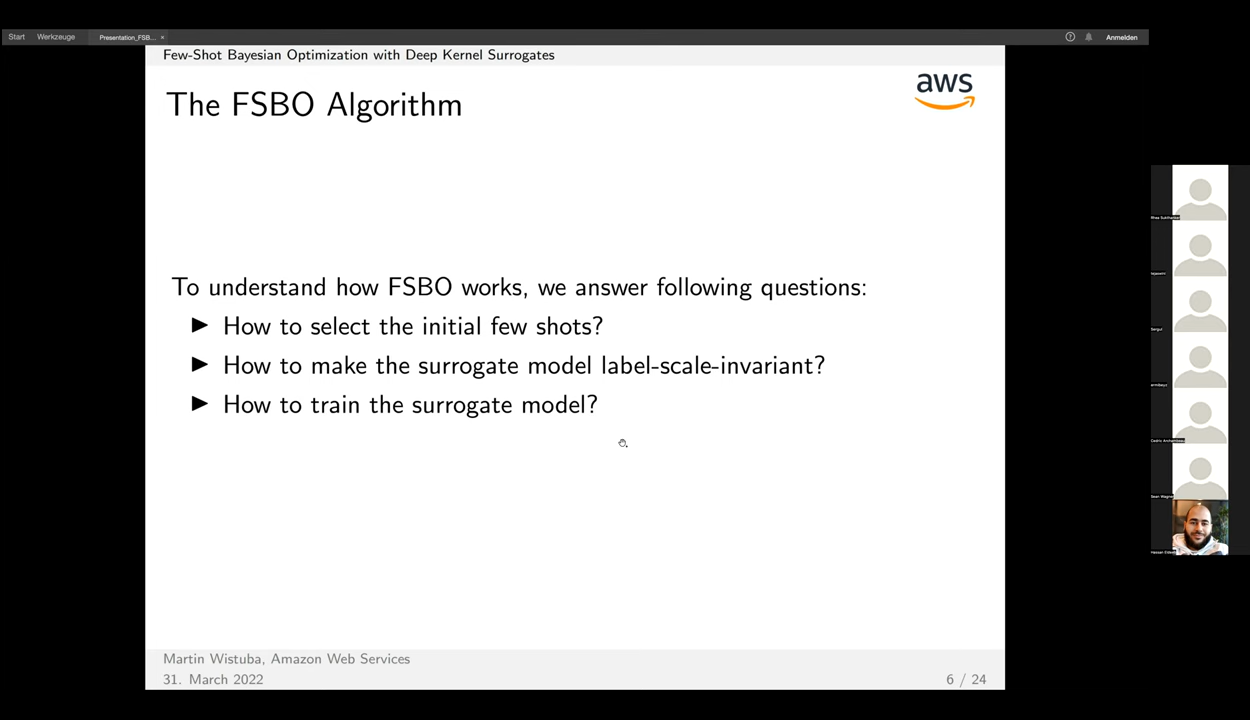 Start Werkzeuge Presentation_FSB... × Anmelden
Few-Shot Bayesian Optimization with Deep Kernel Surrogates
The FSBO Algorithm
aws
To understand how FSBO works, we answer following questions:
▶ How to select the initial few shots?
▶ How to make the surrogate model label-scale-invariant?
▶ How to train the surrogate model?
Martin Wistuba, Amazon Web Services
31. March 2022
6 / 24